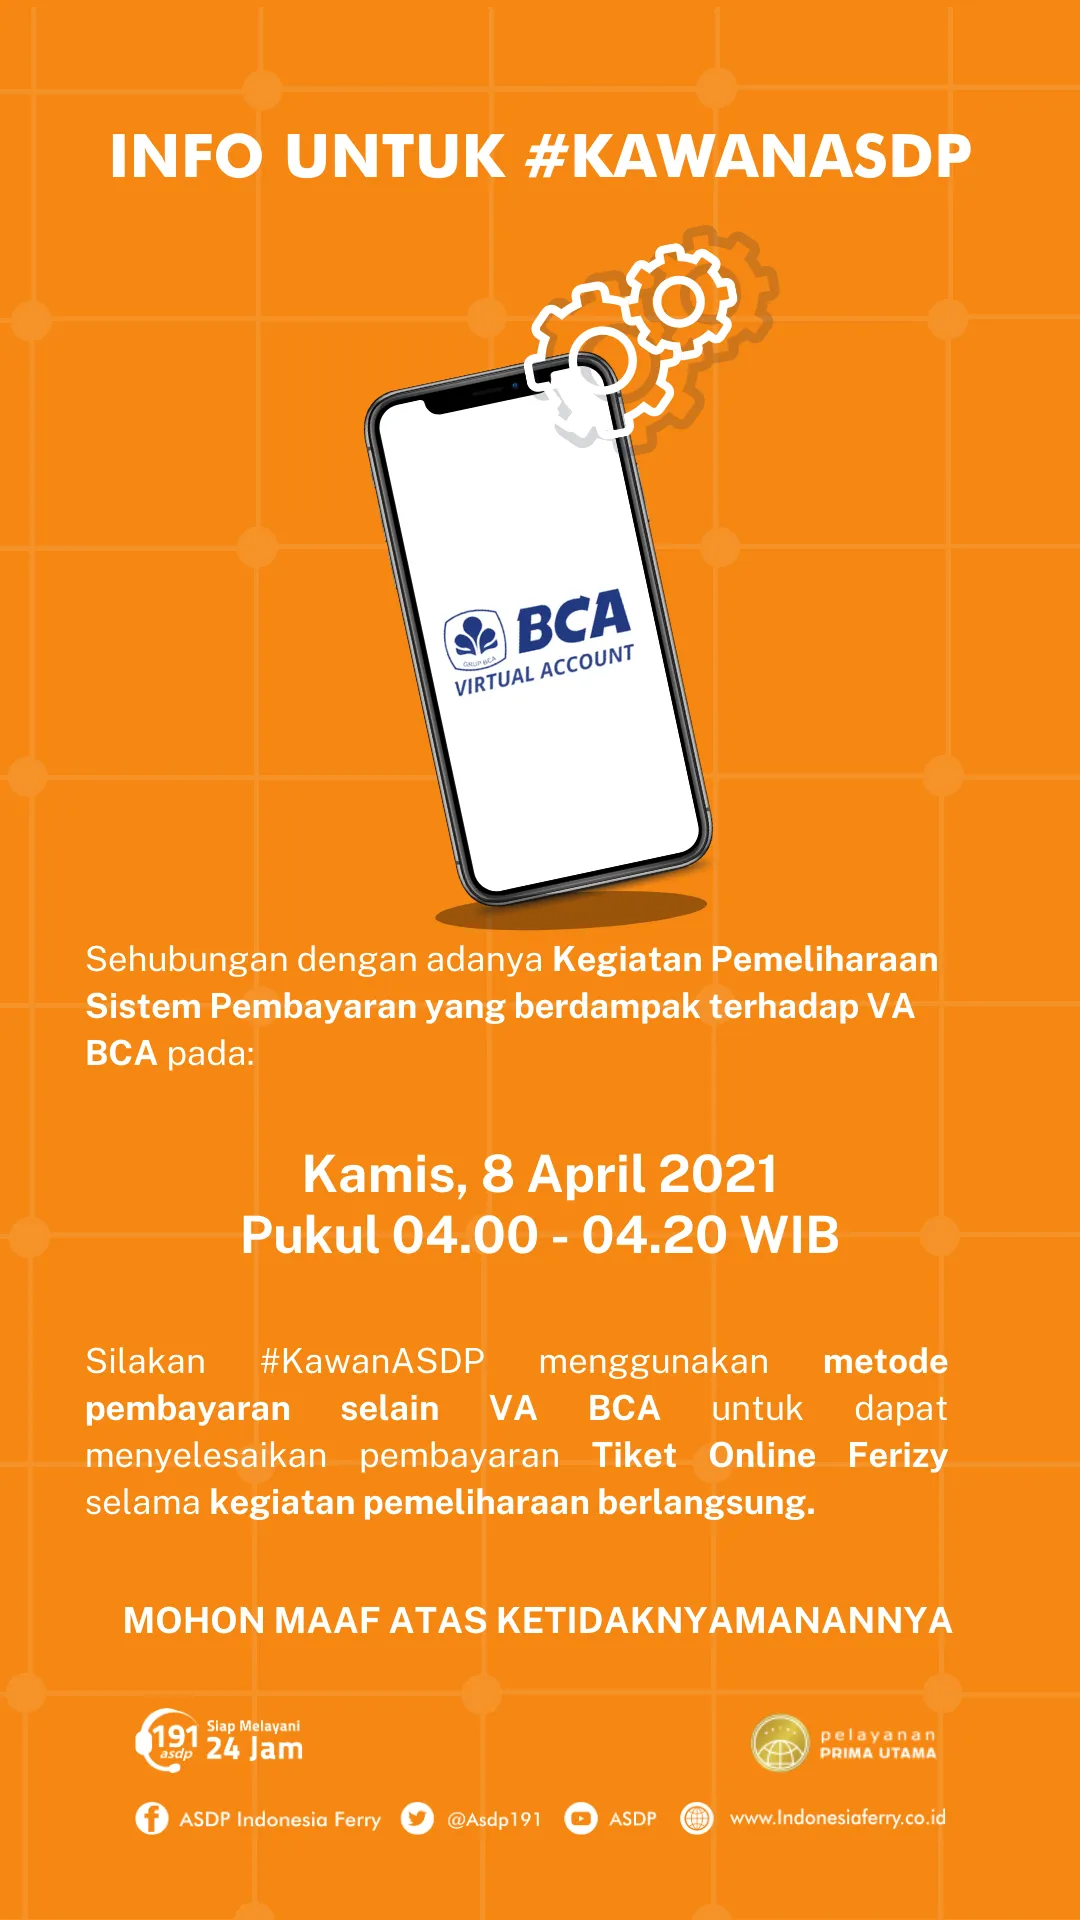 INFO UNTUK #KAWANASDP
GRUP BCA
BCA
VIRTUAL ACCOUNT
Sehubungan dengan adanya Kegiatan Pemeliharaan
Sistem Pembayaran yang berdampak terhadap VA
BCA pada:
Kamis, 8 April 2021
Pukul 04.00 - 04.20 WIB
Silakan #KawanASDP menggunakan metode
pembayaran selain VA BCA untuk dapat
menyelesaikan pembayaran Tiket Online Ferizy
selama kegiatan pemeliharaan berlangsung.
MOHON MAAF ATAS KETIDAKNYAMANANNYA
191
asdp
Siap Melayani
24 Jam
pelayanan
PRIMA UTAMA
ASDP Indonesia Ferry @Asdp191 ASDP www.Indonesiaferry.co.id